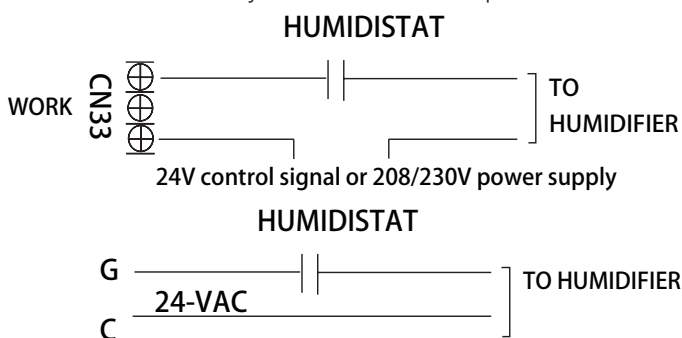 HUMIDISTAT
WORK
CN33
TO
HUMIDIFIER
24V control signal or 208/230V power supply
HUMIDISTAT
G
TO HUMIDIFIER
24-VAC
C